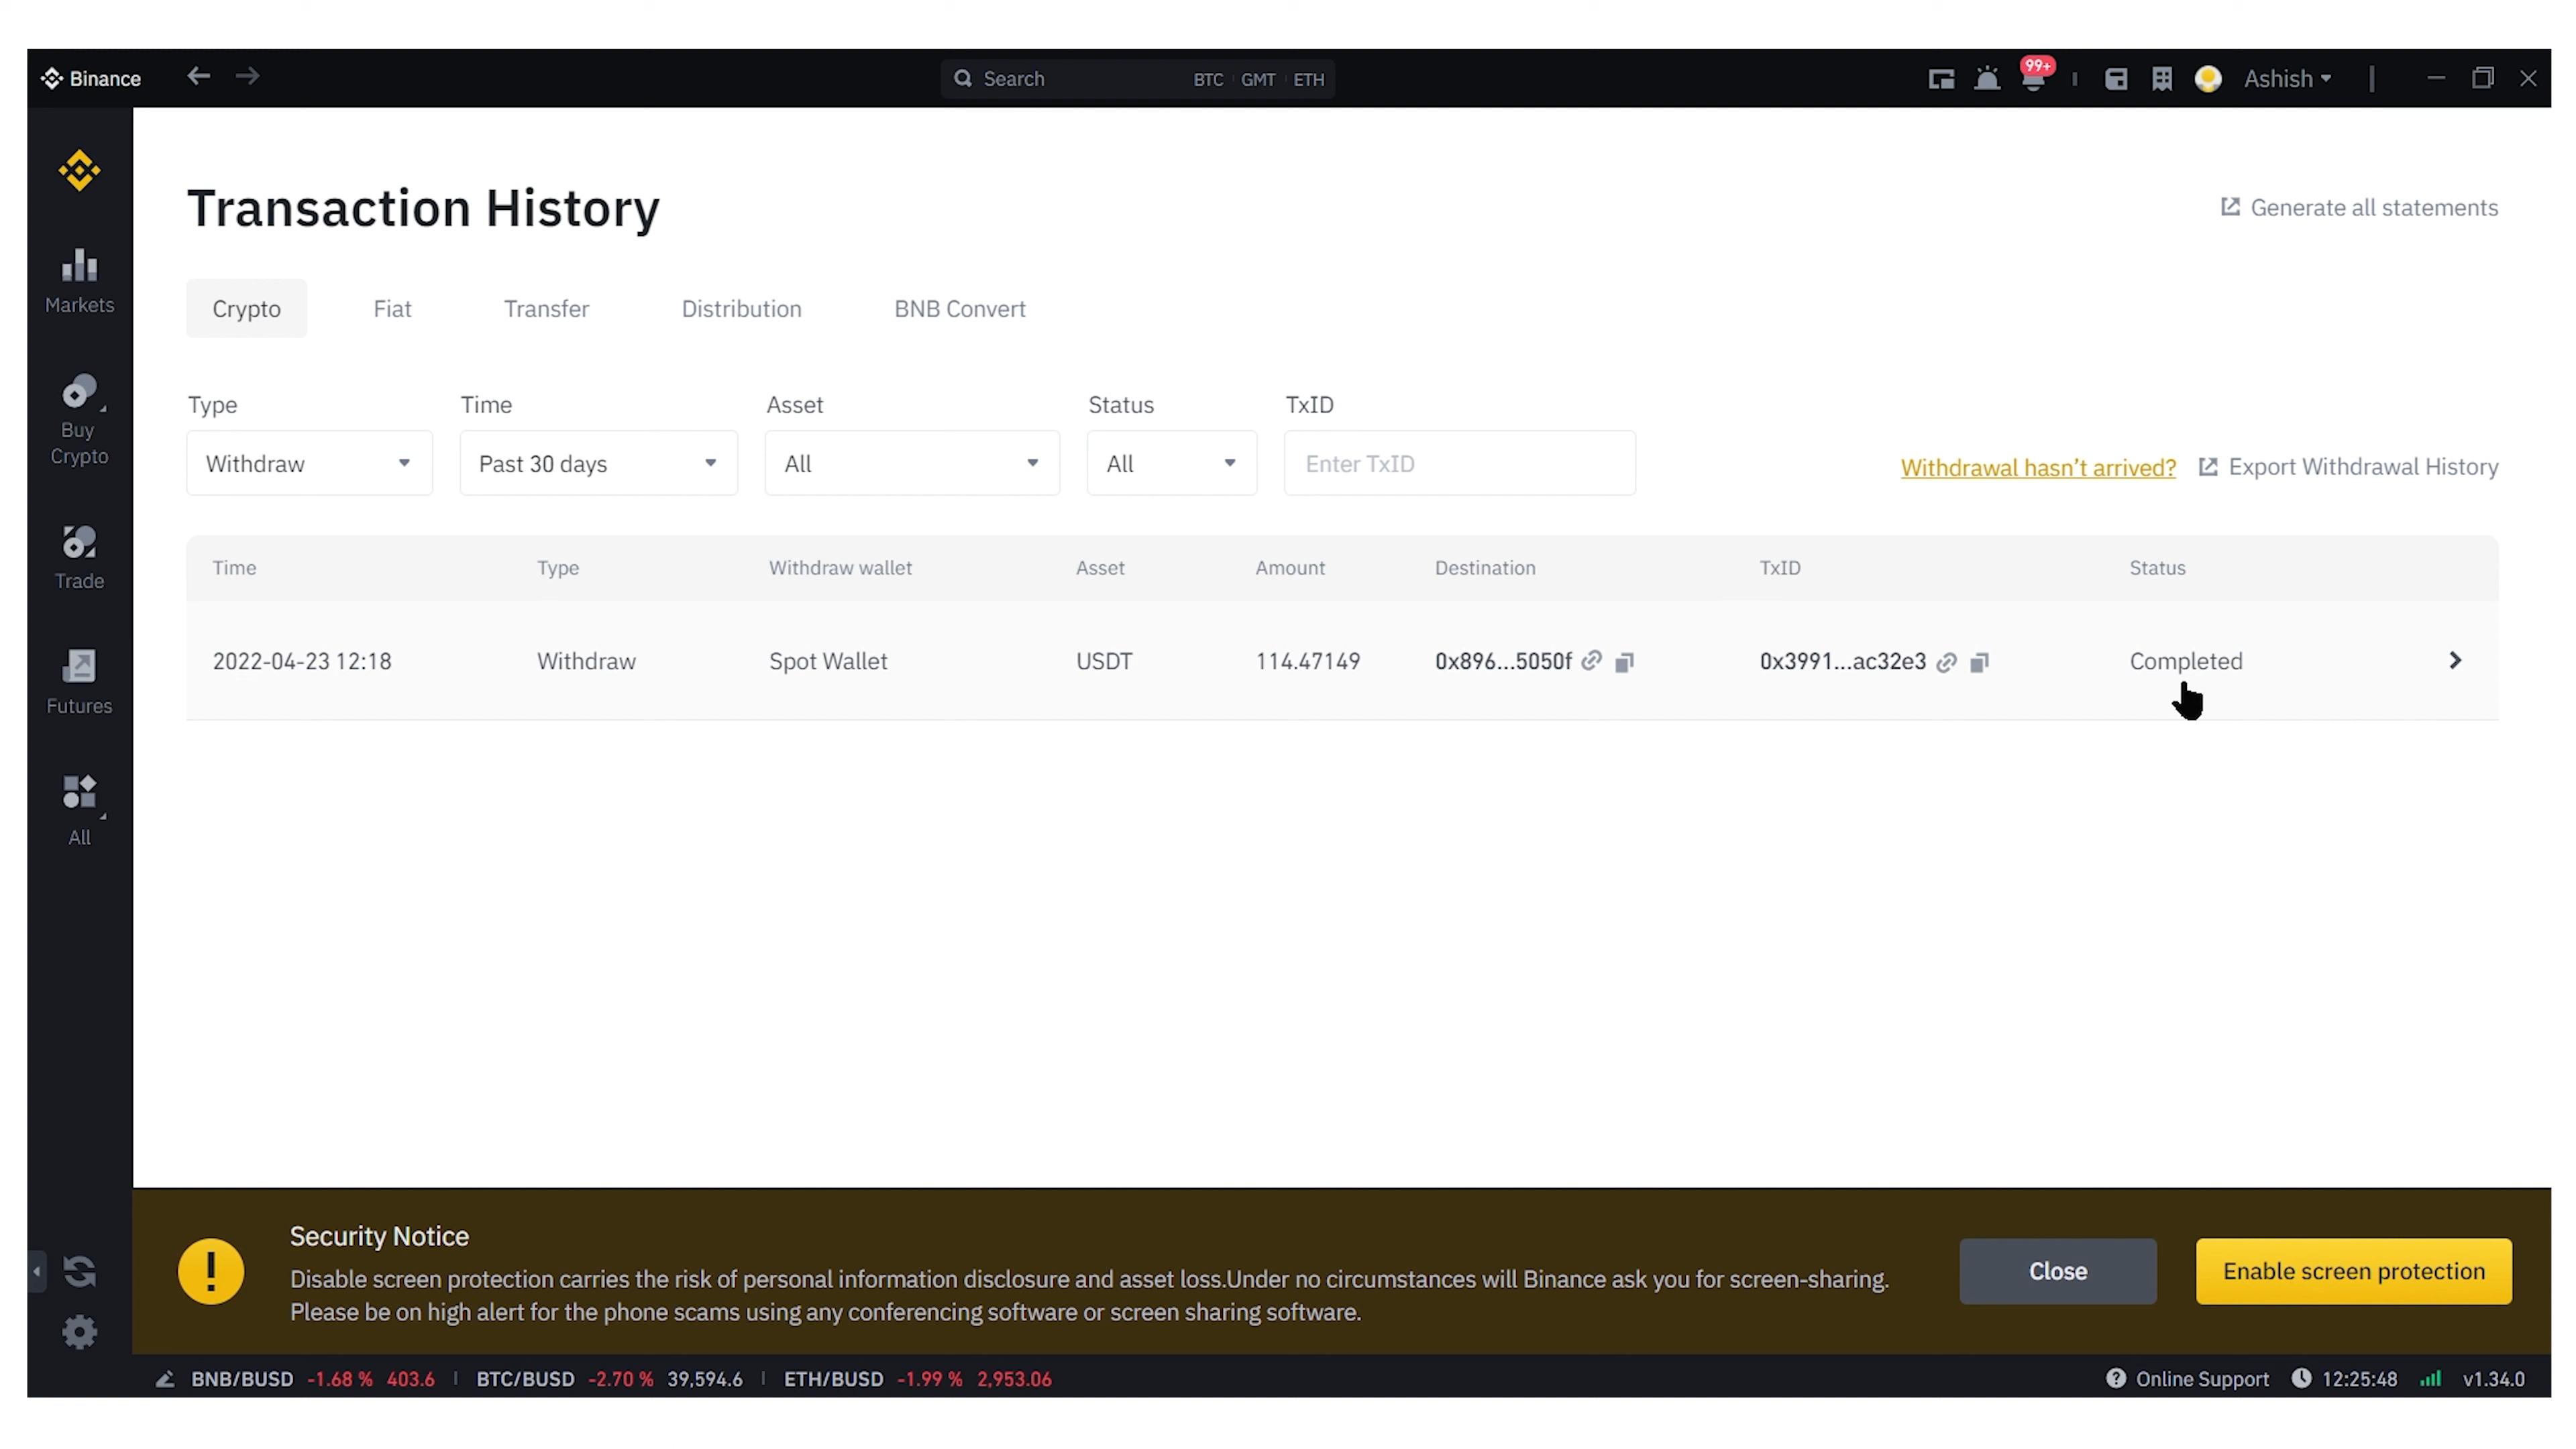 Binance
Search BTC GMT ETH
99+
Ashish
Markets
Buy
Crypto
Trade
Futures
All
Transaction History
Generate all statements
Crypto Fiat Transfer Distribution BNB Convert
Type Time Asset Status TxID
Withdraw Past 30 days All All Enter TxID
Withdrawal hasn't arrived? Export Withdrawal History
Time Type Withdraw wallet Asset Amount Destination TxID Status
2022-04-23 12:18 Withdraw Spot Wallet USDT 114.47149 0x896...5050f 0x3991...ac32e3 Completed
Security Notice
Disable screen protection carries the risk of personal information disclosure and asset loss.Under no circumstances will Binance ask you for screen-sharing.
Please be on high alert for the phone scams using any conferencing software or screen sharing software.
Close Enable screen protection
BNB/BUSD -1.68 % 403.6 BTC/BUSD -2.70 % 39,594.6 ETH/BUSD -1.99 % 2,953.06
Online Support 12:25:48 v1.34.0